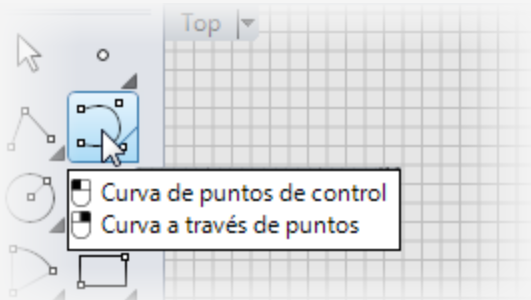 Top
Curva de puntos de control
Curva a través de puntos